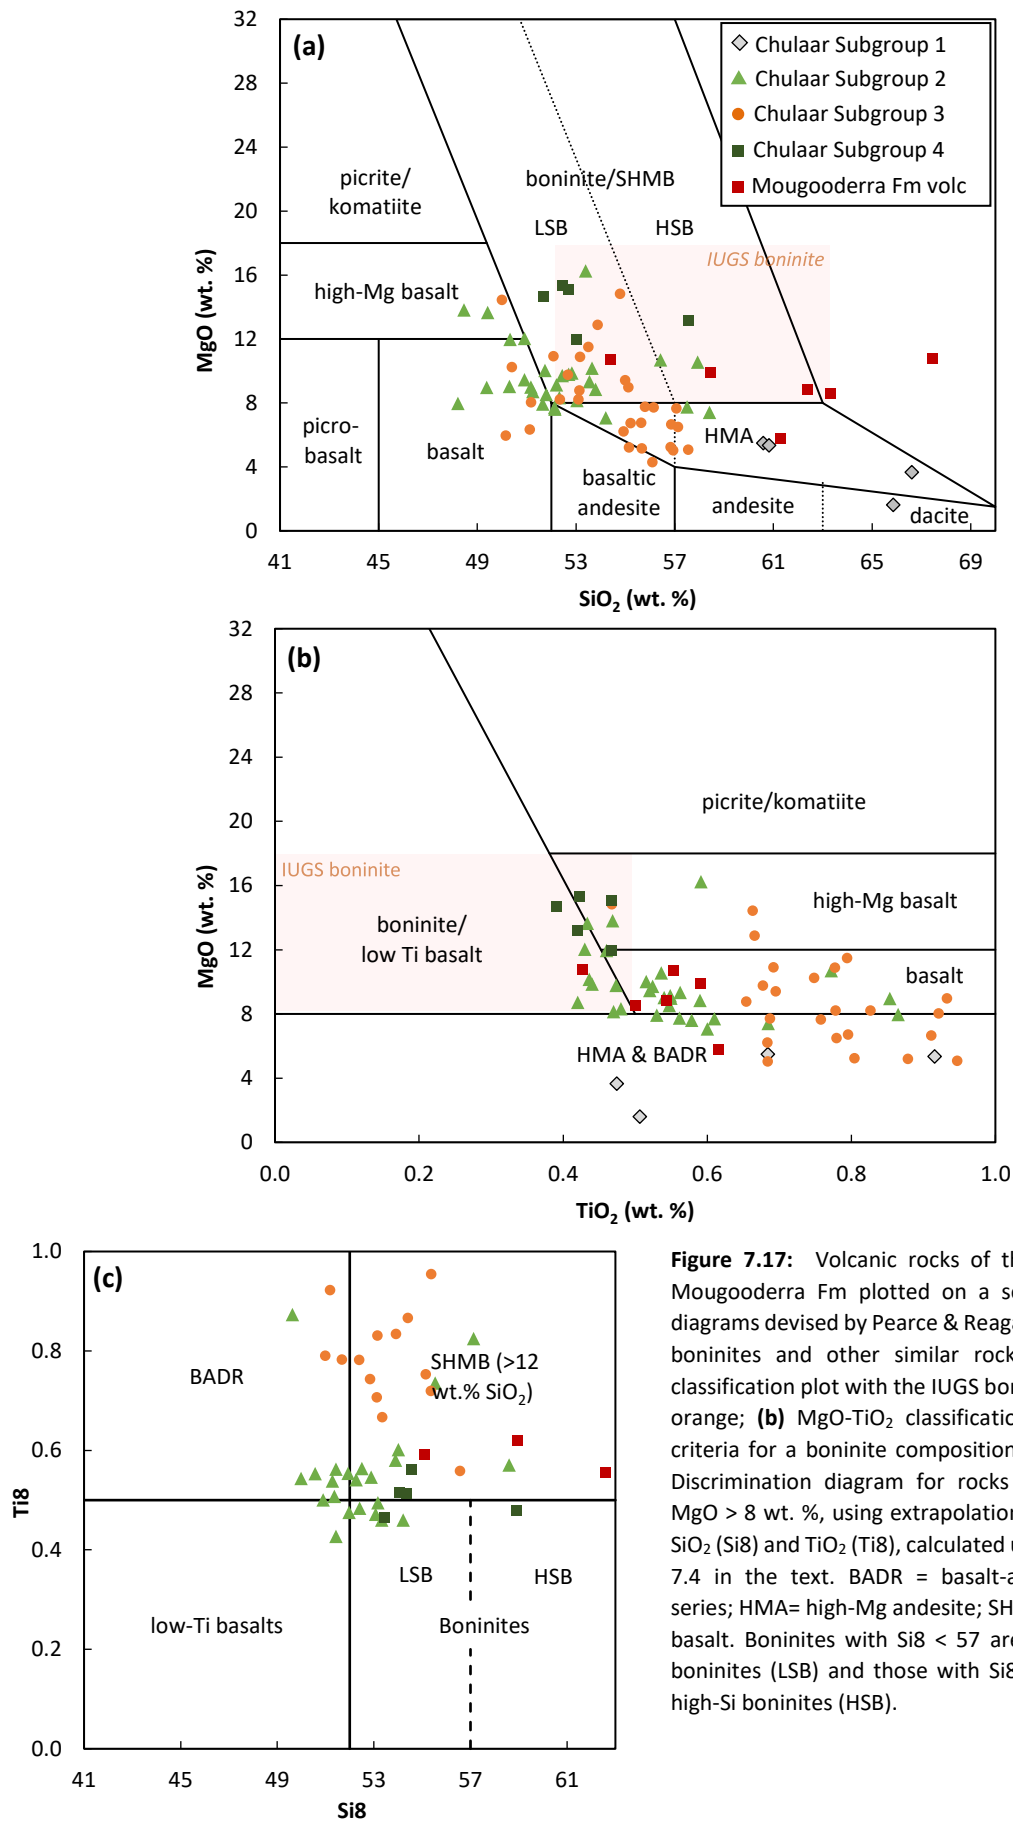 (a)
Chulaar Subgroup 1
Chulaar Subgroup 2
Chulaar Subgroup 3
Chulaar Subgroup 4
Mougooderra Fm volc
picrite/
komatiite
boninite/SHMB
LSB
HSB
IUGS boninite
high-Mg basalt
picro-
basalt
basalt
basaltic
andesite
HMA
andesite
dacite
32
28
24
20
16
12
8
4
0
MgO (wt. %)
41 45 49 53 57 61 65 69
SiO₂ (wt. %)
(b)
picrite/komatiite
IUGS boninite
boninite/
low Ti basalt
high-Mg basalt
basalt
HMA & BADR
32
28
24
20
16
12
8
4
0
MgO (wt. %)
0.0 0.2 0.4 0.6 0.8 1.0
TiO₂ (wt. %)
(c)
BADR
SHMB (>12
wt.% SiO₂)
LSB
HSB
low-Ti basalts
Boninites
1.0
0.8
0.6
0.4
0.2
0.0
Ti8
41 45 49 53 57 61
Si8
Figure 7.17: Volcanic rocks of th
Mougooderra Fm plotted on a se
diagrams devised by Pearce & Reaga
boninites and other similar rock
classification plot with the IUGS bon
orange; (b) MgO-TiO₂ classificatio
criteria for a boninite composition
Discrimination diagram for rocks
MgO > 8 wt. %, using extrapolation
SiO₂ (Si8) and TiO₂ (Ti8), calculated u
7.4 in the text. BADR = basalt-a
series; HMA= high-Mg andesite; SH
basalt. Boninites with Si8 < 57 are
boninites (LSB) and those with Si8
high-Si boninites (HSB).